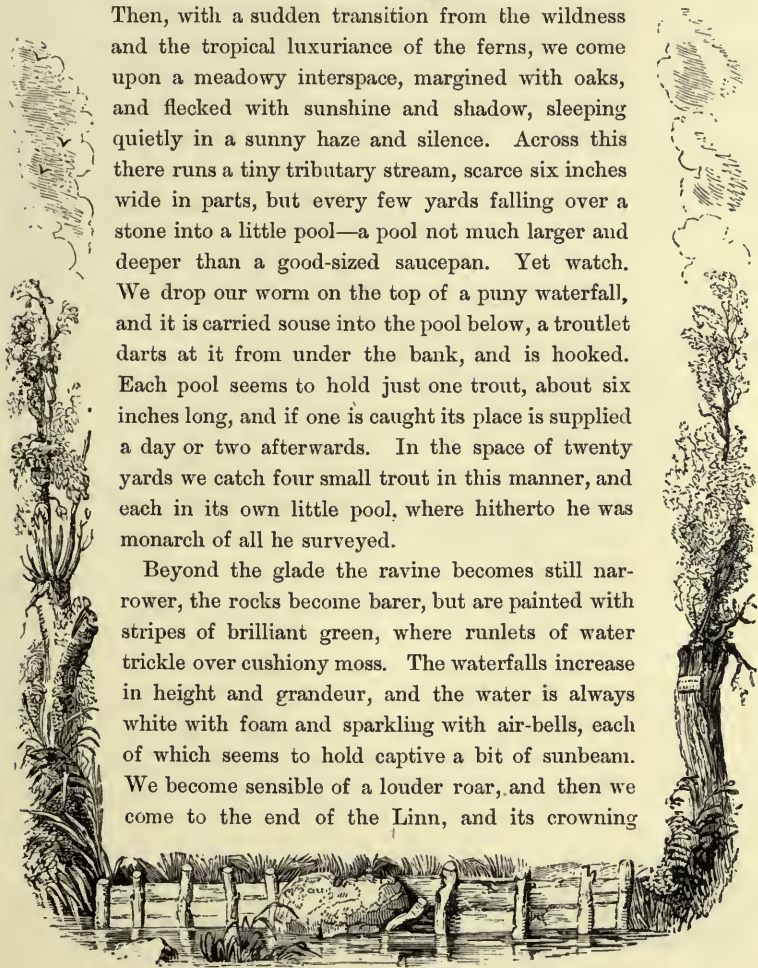 Then, with a sudden transition from the wildness
and the tropical luxuriance of the ferns, we come
upon a meadowy interspace, margined with oaks,
and flecked with sunshine and shadow, sleeping
quietly in a sunny haze and silence. Across this
there runs a tiny tributary stream, scarce six inches
wide in parts, but every few yards falling over a
stone into a little pool—a pool not much larger and
deeper than a good-sized saucepan. Yet watch.
We drop our worm on the top of a puny waterfall,
and it is carried souse into the pool below, a troutlet
darts at it from under the bank, and is hooked.
Each pool seems to hold just one trout, about six
inches long, and if one is caught its place is supplied
a day or two afterwards. In the space of twenty
yards we catch four small trout in this manner, and
each in its own little pool, where hitherto he was
monarch of all he surveyed.
Beyond the glade the ravine becomes still nar-
rower, the rocks become barer, but are painted with
stripes of brilliant green, where runlets of water
trickle over cushiony moss. The waterfalls increase
in height and grandeur, and the water is always
white with foam and sparkling with air-bells, each
of which seems to hold captive a bit of sunbeam.
We become sensible of a louder roar, and then we
come to the end of the Linn, and its crowning